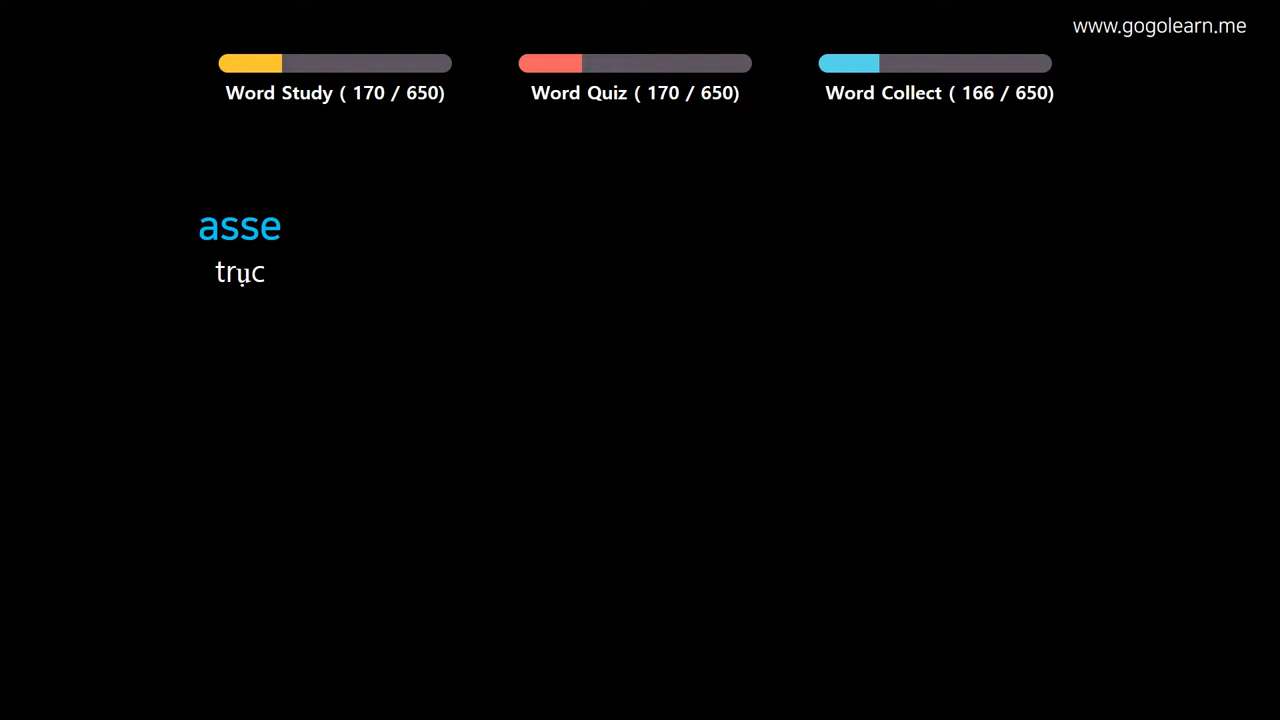 www.gogolearn.me
Word Study ( 170 / 650)
Word Quiz ( 170 / 650)
Word Collect ( 166 / 650)
asse
trục